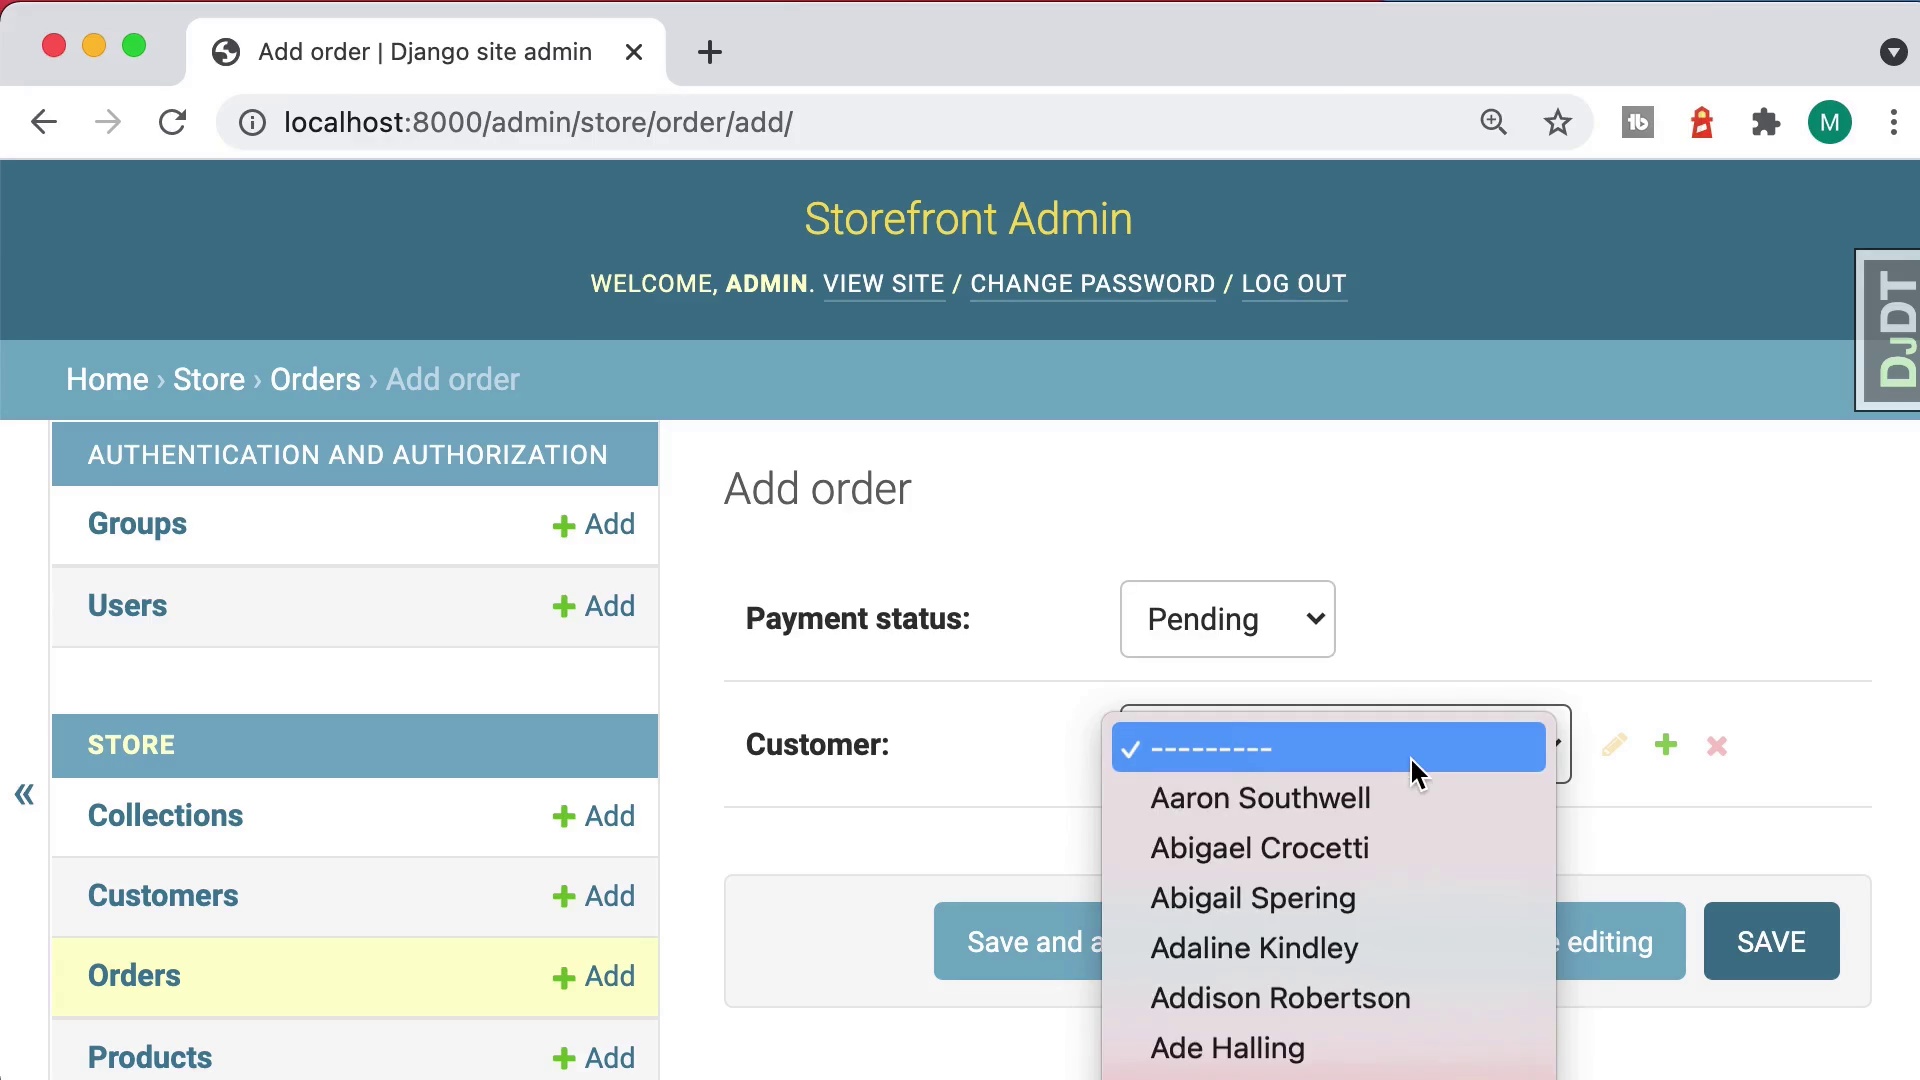 Add order | Django site admin
localhost:8000/admin/store/order/add/
M
Storefront Admin
WELCOME, ADMIN. VIEW SITE / CHANGE PASSWORD / LOG OUT
DJDT
Home › Store › Orders › Add order
AUTHENTICATION AND AUTHORIZATION
Groups
Add
Users
Add
STORE
«
Collections
Add
Customers
Add
Orders
Add
Products
Add
Add order
Payment status:
Pending
Customer:
---------
Aaron Southwell
Abigael Crocetti
Abigail Spering
Adaline Kindley
Addison Robertson
Ade Halling
Save and a
editing
SAVE